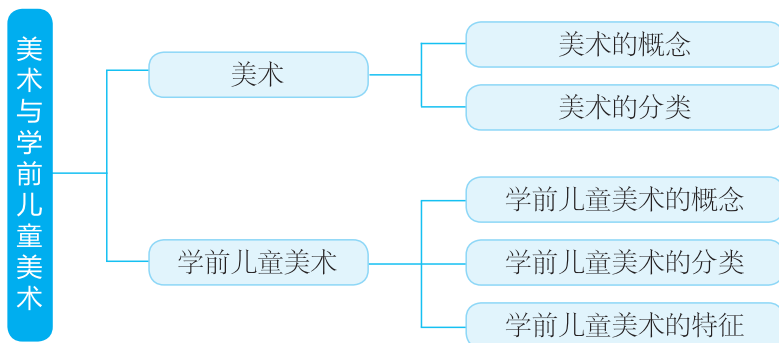 美术与学前儿童美术
美术
美术的概念
美术的分类
学前儿童美术
学前儿童美术的概念
学前儿童美术的分类
学前儿童美术的特征